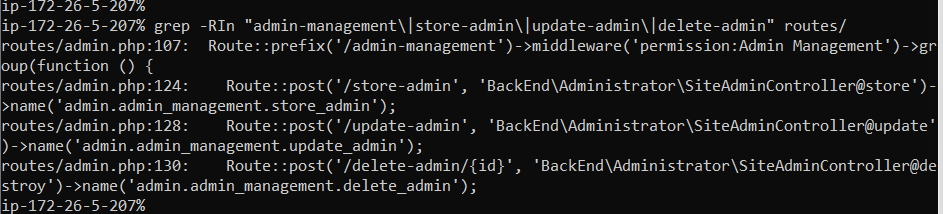 ip-172-26-5-207%
ip-172-26-5-207% grep -RIn "admin-management\|store-admin\|update-admin\|delete-admin" routes/
routes/admin.php:107:  Route::prefix('/admin-management')->middleware('permission:Admin Management')->gr
oup(function () {
routes/admin.php:124:    Route::post('/store-admin', 'BackEnd\Administrator\SiteAdminController@store')-
>name('admin.admin_management.store_admin');
routes/admin.php:128:    Route::post('/update-admin', 'BackEnd\Administrator\SiteAdminController@update'
)->name('admin.admin_management.update_admin');
routes/admin.php:130:    Route::post('/delete-admin/{id}', 'BackEnd\Administrator\SiteAdminController@de
stroy')->name('admin.admin_management.delete_admin');
ip-172-26-5-207%